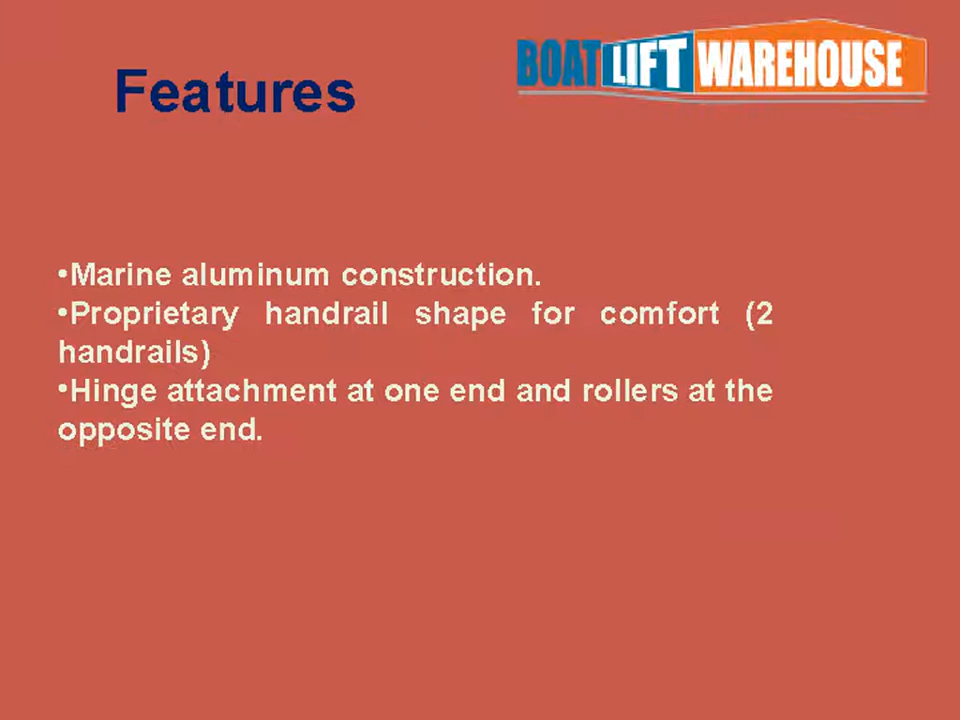 BOAT LIFT WAREHOUSE
Features
•Marine aluminum construction.
•Proprietary handrail shape for comfort (2
handrails)
•Hinge attachment at one end and rollers at the
opposite end.